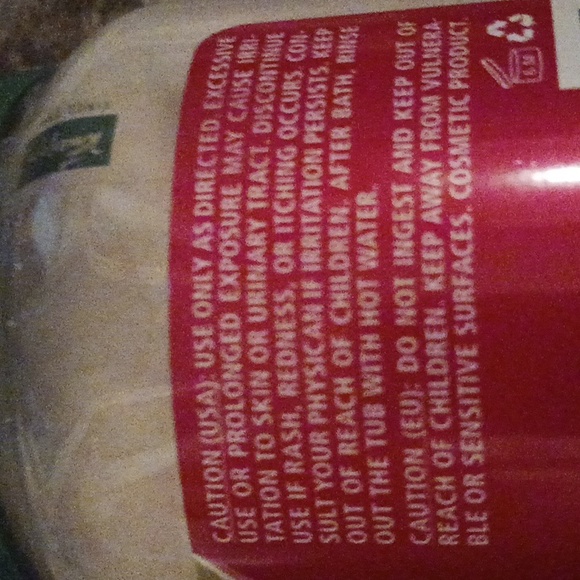 CAUTION (USA): USE ONLY AS DIRECTED. EXCESSIVE
USE OR PROLONGED EXPOSURE MAY CAUSE IRRI-
TATION TO SKIN OR URINARY TRACT. DISCONTINUE
USE IF RASH, REDNESS, OR ITCHING OCCURS. CON-
SULT YOUR PHYSICIAN IF IRRITATION PERSISTS. KEEP
OUT OF REACH OF CHILDREN. AFTER BATH, RINSE
OUT THE TUB WITH HOT WATER.
CAUTION (EU): DO NOT INGEST AND KEEP OUT OF
REACH OF CHILDREN. KEEP AWAY FROM VULNERA-
BLE OR SENSITIVE SURFACES. COSMETIC PRODUCT.